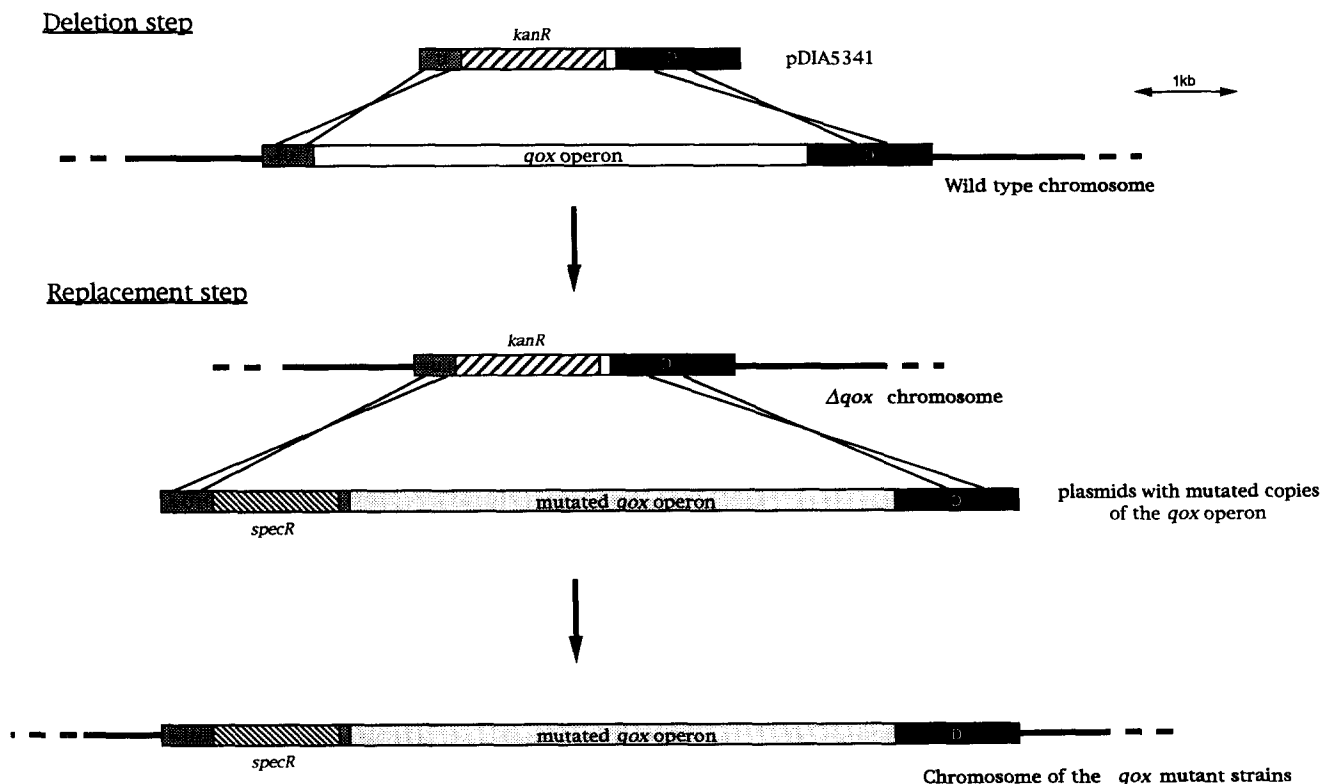 Deletion step
kanR
D
pDIA5341
1kb
qox operon
D
Wild type chromosome
Replacement step
kanR
D
Δqox chromosome
mutated qox operon
D
specR
plasmids with mutated copies
of the qox operon
mutated qox operon
D
specR
Chromosome of the qox mutant strains